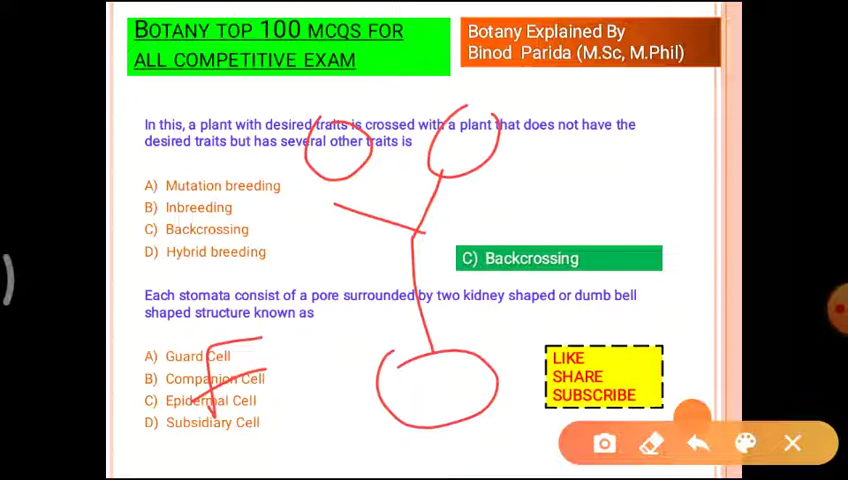 BOTANY TOP 100 MCQS FOR
ALL COMPETITIVE EXAM
Botany Explained By
Binod Parida (M.Sc, M.Phil)
In this, a plant with desired traits is crossed with a plant that does not have the
desired traits but has several other traits is
A) Mutation breeding
B) Inbreeding
C) Backcrossing
D) Hybrid breeding
C) Backcrossing
Each stomata consist of a pore surrounded by two kidney shaped or dumb bell
shaped structure known as
A) Guard Cell
B) Companion Cell
C) Epidermal Cell
D) Subsidiary Cell
F
LIKE
SHARE
SUBSCRIBE